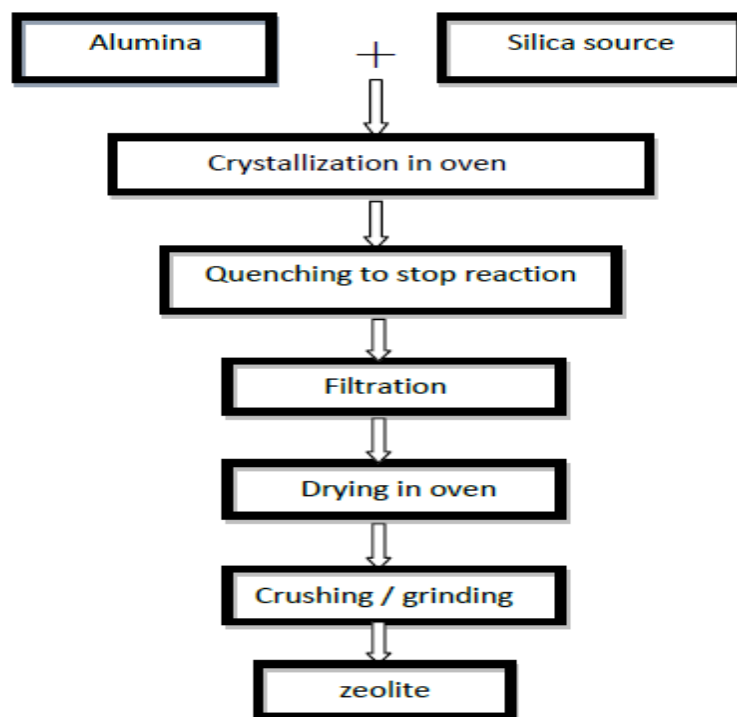 Alumina + Silica source
Crystallization in oven
Quenching to stop reaction
Filtration
Drying in oven
Crushing / grinding
zeolite